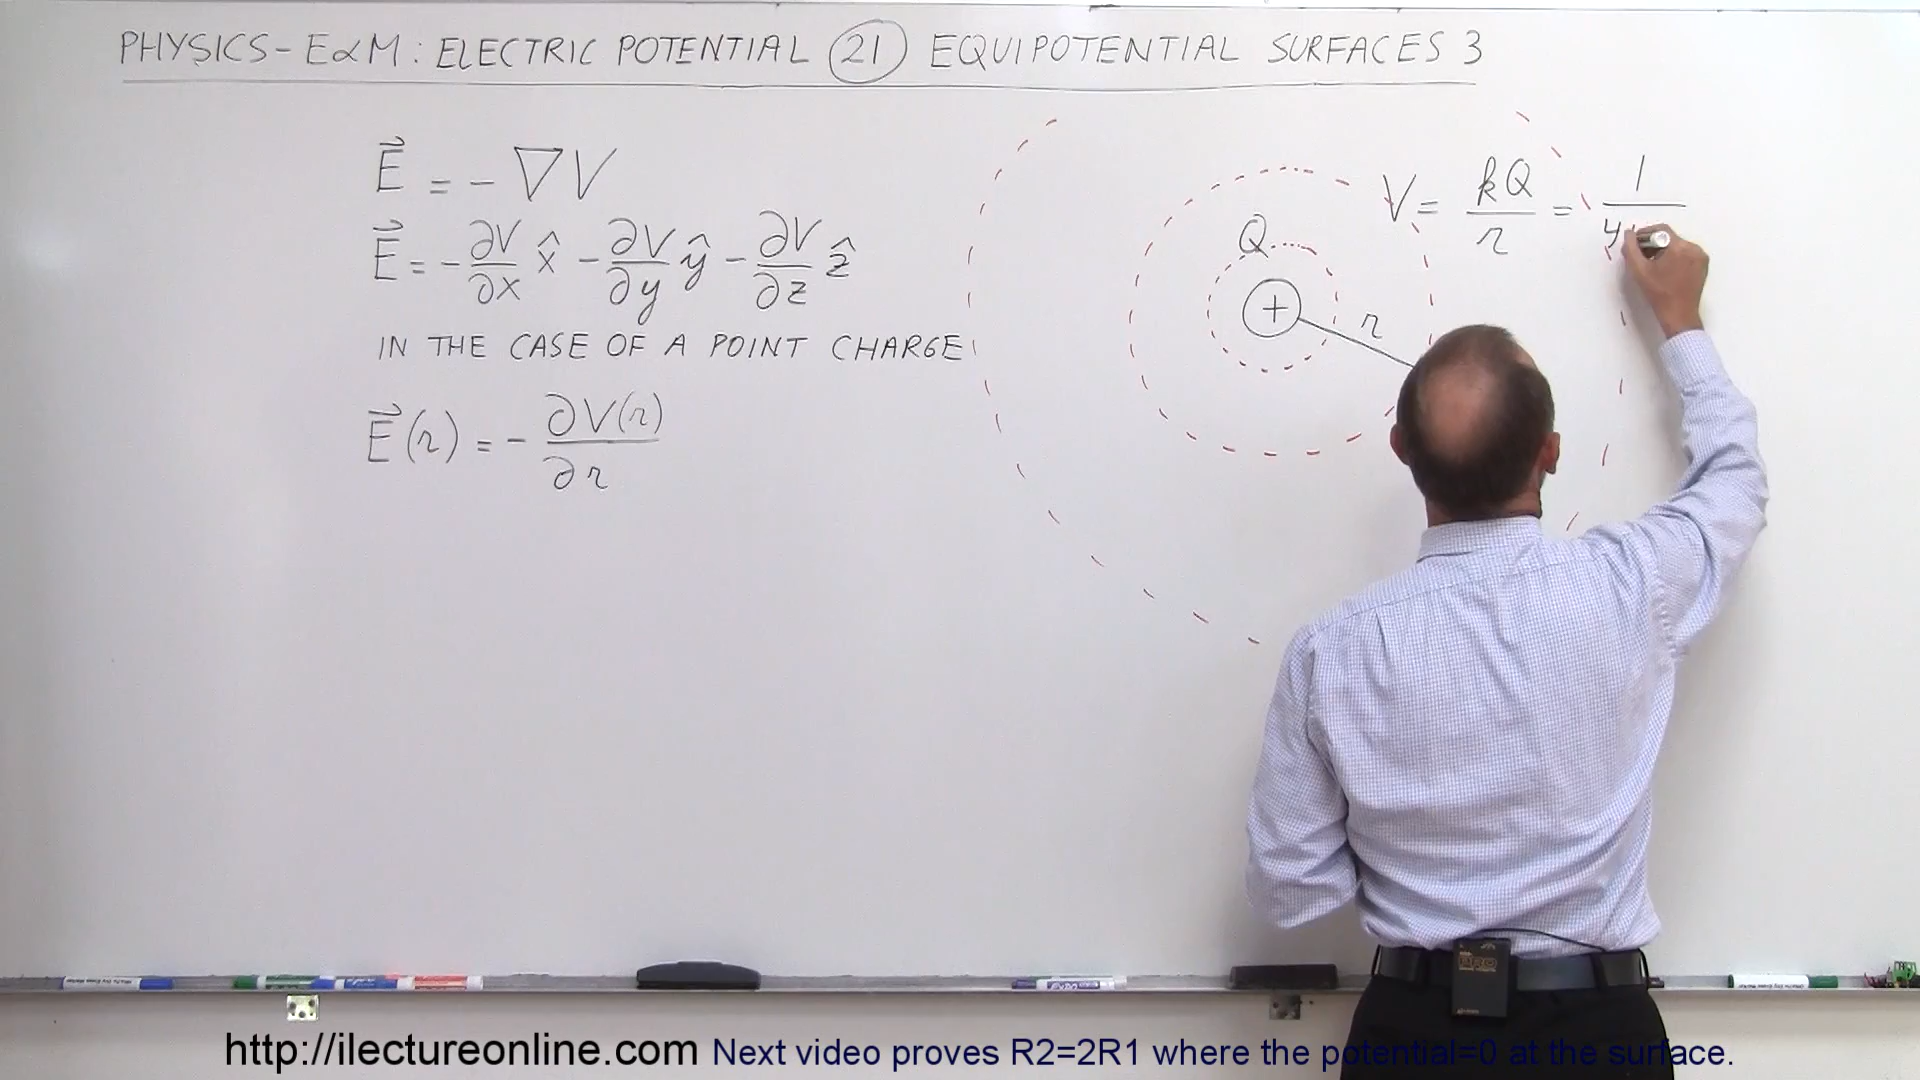 PHYSICS - E&M: ELECTRIC POTENTIAL 21 EQUIPOTENTIAL SURFACES 3
E⃗ = - ∇V
E⃗ = - ∂V/∂x x̂ - ∂V/∂y ŷ - ∂V/∂z ẑ
IN THE CASE OF A POINT CHARGE
E⃗(r) = - ∂V(r)/∂r
V = kQ/r = 1/4
Q
+
r
http://ilectureonline.com Next video proves R2=2R1 where the potential=0 at the surface.